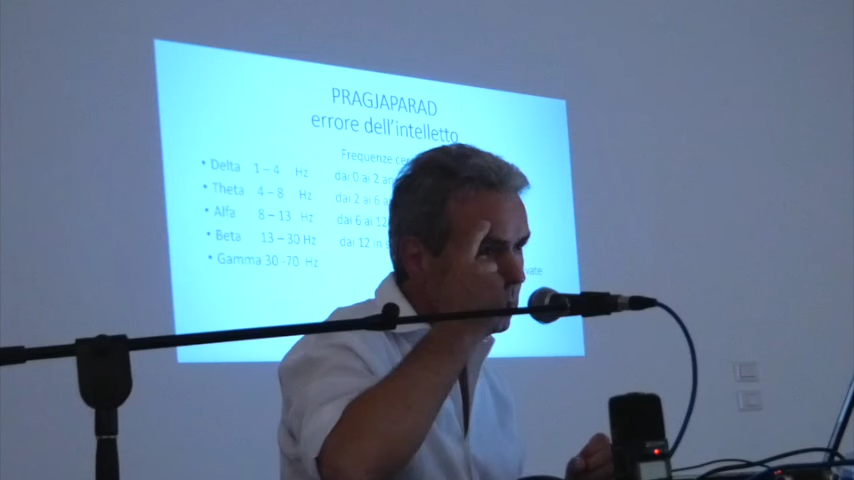 PRAGJAPARAD
errore dell'intelletto
Frequenze
• Delta 1 – 4 Hz dai 0 ai 2
• Theta 4 – 8 Hz dai 2 ai 6
• Alfa 8 – 13 Hz dai 6 ai 12
• Beta 13 – 30 Hz dai 12 in
• Gamma 30 -70 Hz